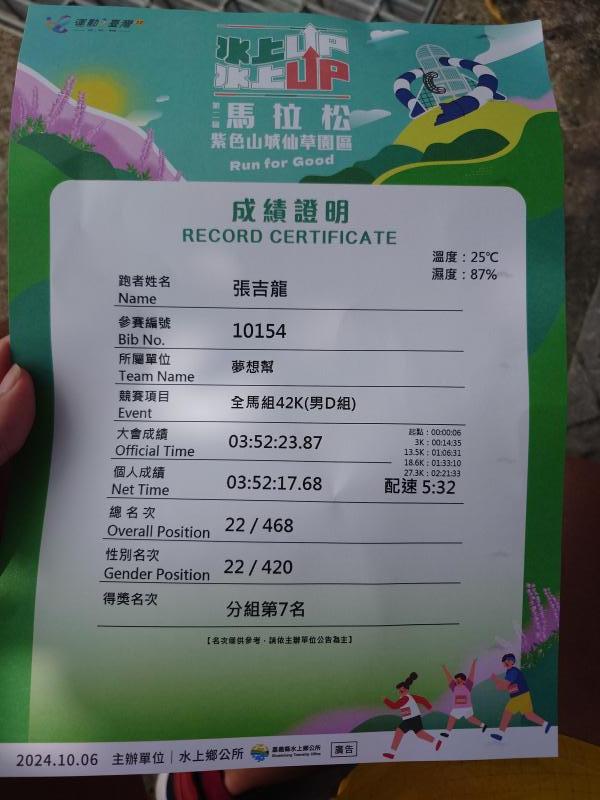 運動i臺灣
水上UP
水上UP
第二屆
馬拉松
紫色山城仙草園區
Run for Good
成績證明
RECORD CERTIFICATE
溫度：25℃
濕度：87%
跑者姓名
Name
張吉龍
參賽編號
Bib No.
10154
所屬單位
Team Name
夢想幫
競賽項目
Event
全馬組42K(男D組)
大會成績
Official Time
03:52:23.87
起點：00:00:06
3K：00:14:35
13.5K：01:06:31
18.6K：01:33:10
27.3K：02:21:33
個人成績
Net Time
03:52:17.68
配速 5:32
總名次
Overall Position
22 / 468
性別名次
Gender Position
22 / 420
得獎名次
分組第7名
【名次僅供參考，請依主辦單位公告為主】
2024.10.06 主辦單位｜水上鄉公所 嘉義縣水上鄉公所 廣告